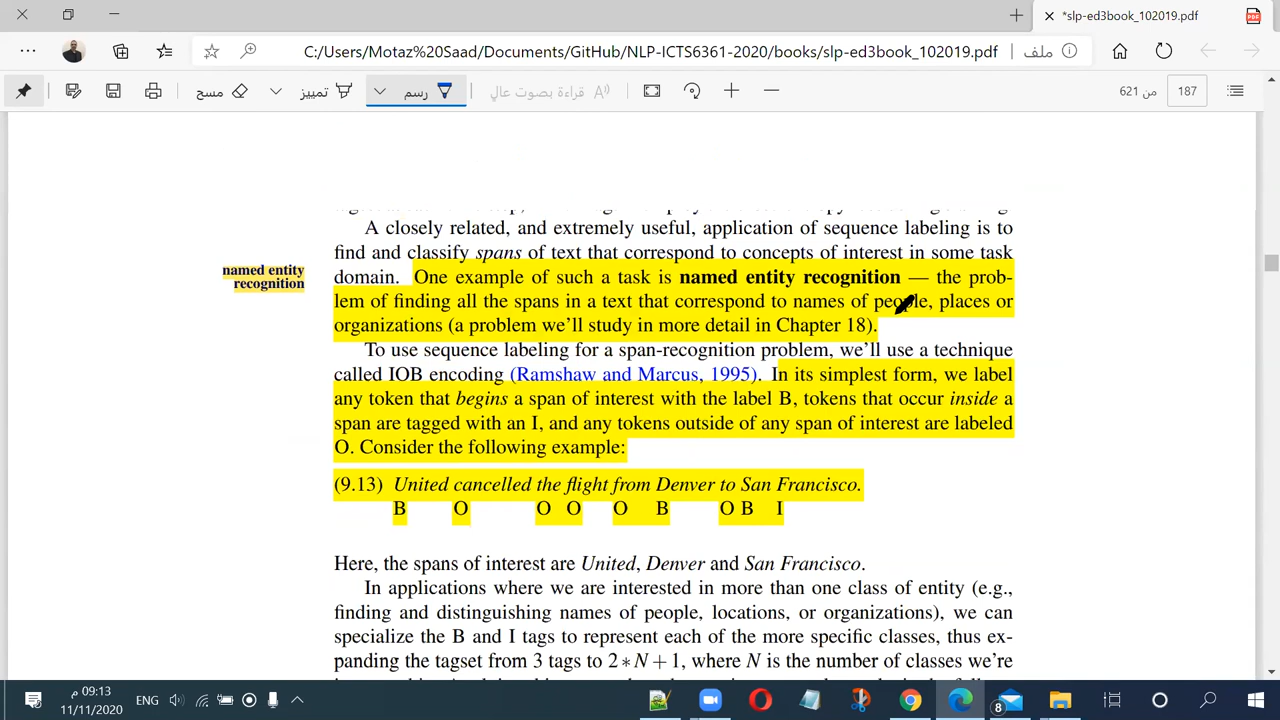 *slp-ed3book_102019.pdf
C:/Users/Motaz%20Saad/Documents/GitHub/NLP-ICTS6361-2020/books/slp-ed3book_102019.pdf
ملف
مسح
تمييز
رسم
قراءة بصوت عالٍ
من 621
187
A closely related, and extremely useful, application of sequence labeling is to
find and classify spans of text that correspond to concepts of interest in some task
named entity
recognition
domain. One example of such a task is named entity recognition — the prob-
lem of finding all the spans in a text that correspond to names of people, places or
organizations (a problem we'll study in more detail in Chapter 18).
To use sequence labeling for a span-recognition problem, we'll use a technique
called IOB encoding (Ramshaw and Marcus, 1995). In its simplest form, we label
any token that begins a span of interest with the label B, tokens that occur inside a
span are tagged with an I, and any tokens outside of any span of interest are labeled
O. Consider the following example:
(9.13) United cancelled the flight from Denver to San Francisco.
B O O O O B O B I
Here, the spans of interest are United, Denver and San Francisco.
In applications where we are interested in more than one class of entity (e.g.,
finding and distinguishing names of people, locations, or organizations), we can
specialize the B and I tags to represent each of the more specific classes, thus ex-
panding the tagset from 3 tags to 2∗N+1, where N is the number of classes we're
09:13 م
11/11/2020
ENG
8